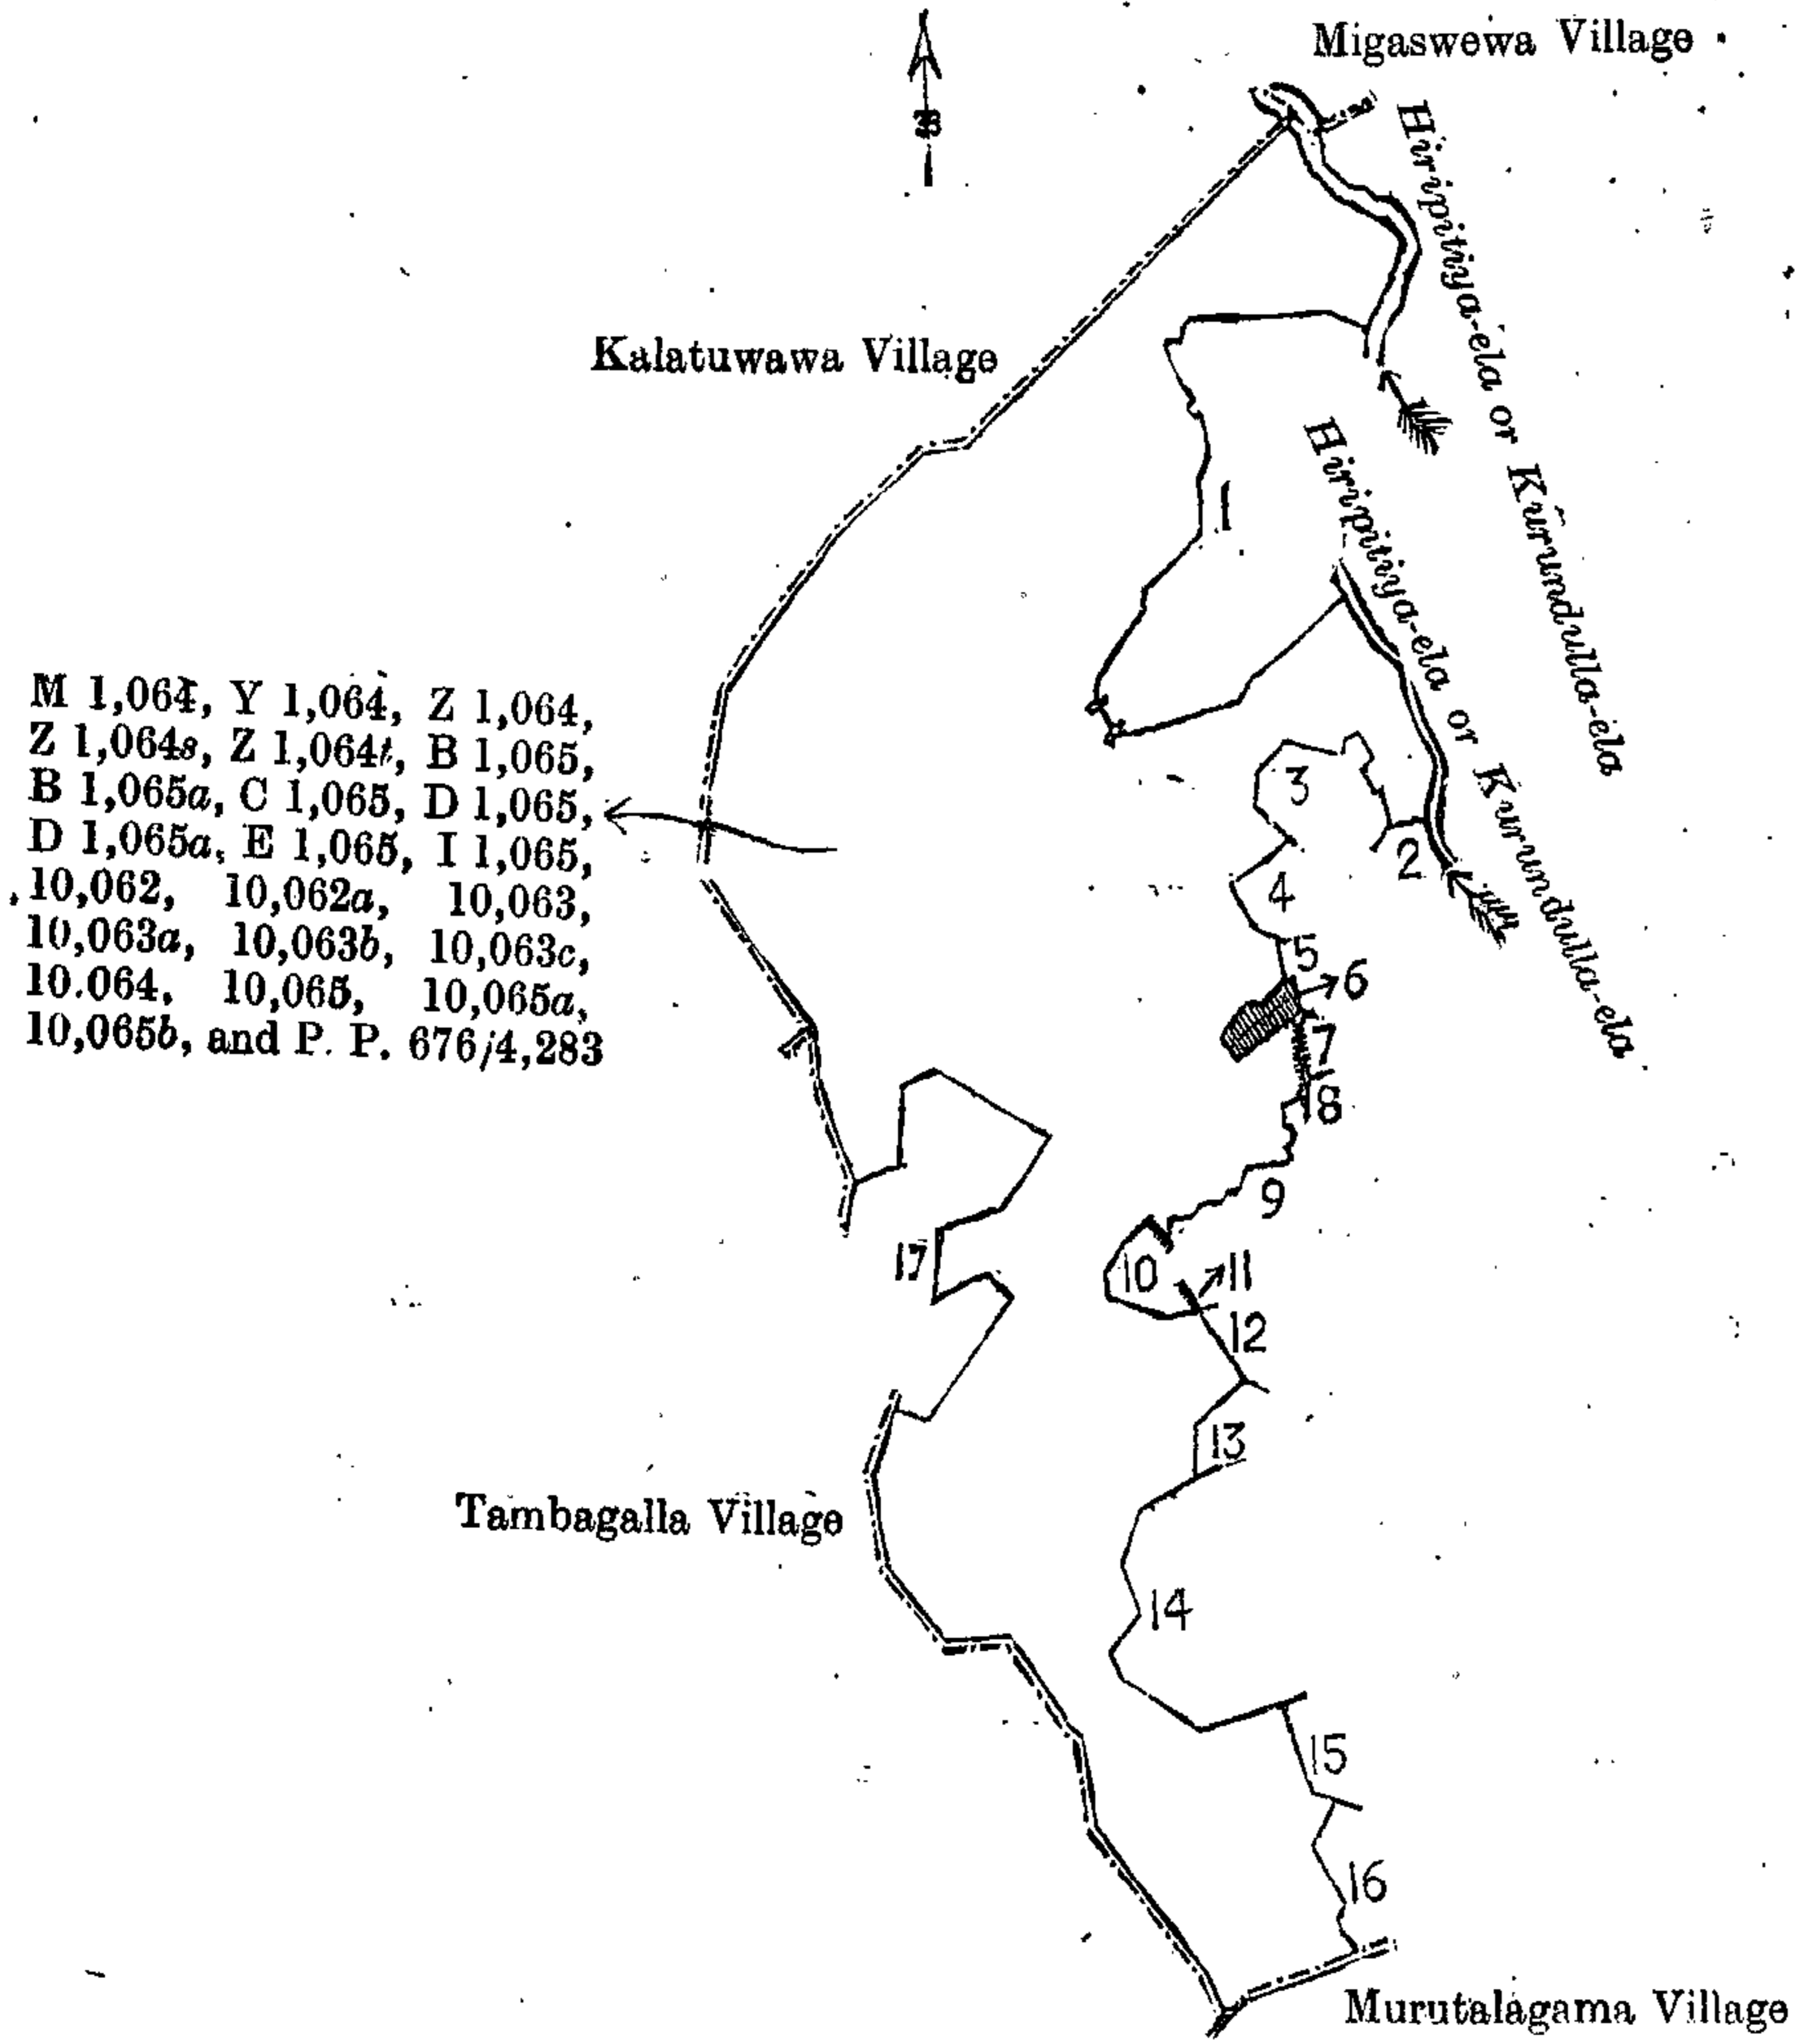 Migaswewa Village
Hiripitiya-ela or Kurundulla-ela
Kalatuwawa Village
Hiripitiya-ela or Kurundulla-ela
1
M 1,064, Y 1,064, Z 1,064,
Z 1,064s, Z 1,064t, B 1,065,
B 1,065a, C 1,065, D 1,065,
D 1,065a, E 1,065, I 1,065,
10,062, 10,062a, 10,063,
10,063a, 10,063b, 10,063c,
10.064, 10,065, 10,065a,
10,065b, and P. P. 676/4,283
3
2
4
5
6
7
8
9
17
10
11
12
13
Tambagalla Village
14
15
16
Murutalagama Village